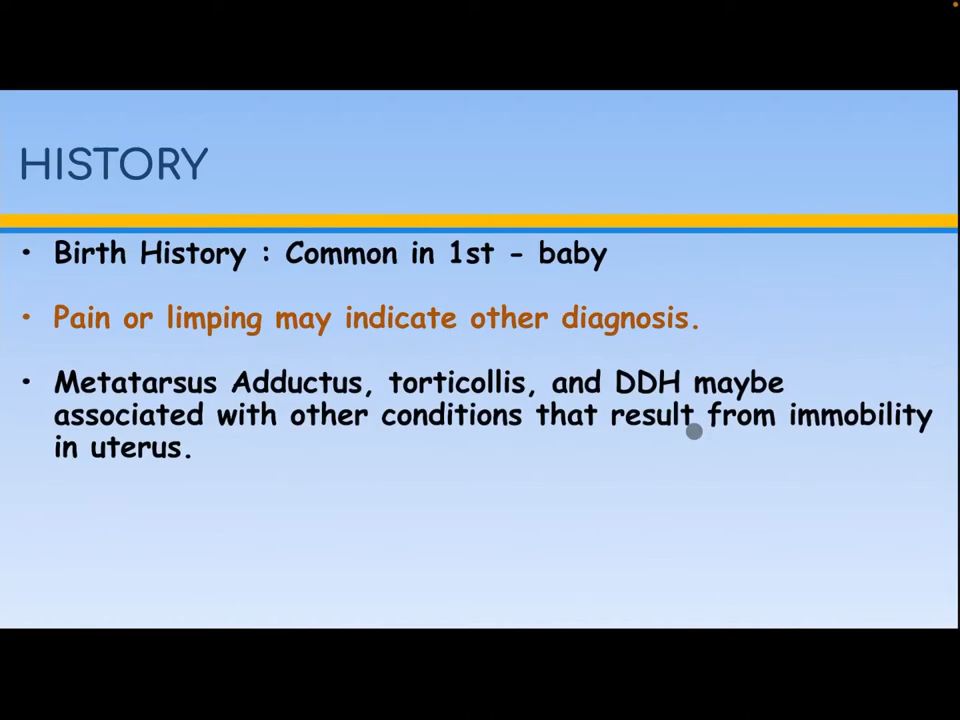 HISTORY
• Birth History : Common in 1st - baby
• Pain or limping may indicate other diagnosis.
• Metatarsus Adductus, torticollis, and DDH maybe
associated with other conditions that result from immobility
in uterus.